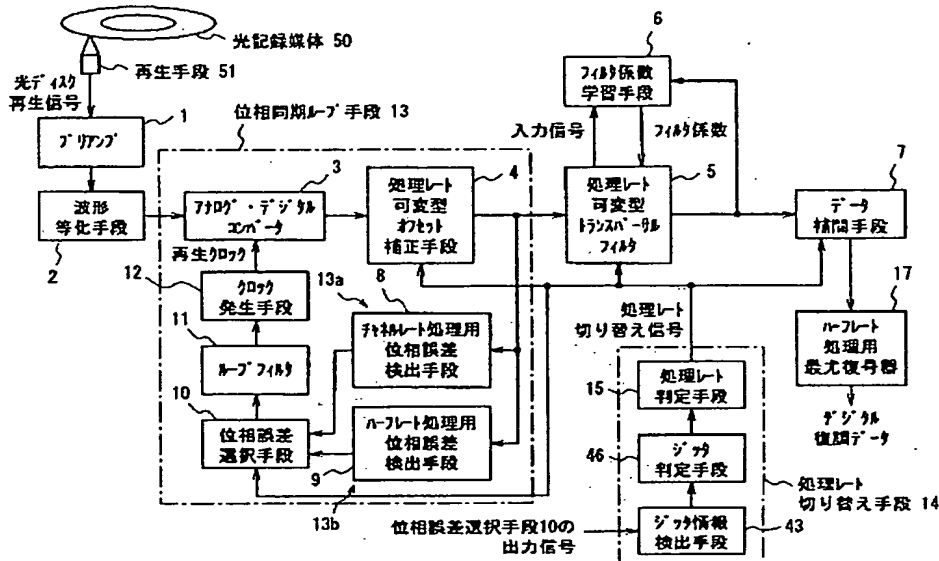 光記録媒体 50
再生手段 51
光ディスク
再生信号
1
プリアンプ
波形
等化手段
2
位相同期ループ手段 13
3
アナログ・デジタル
コンバータ
再生クロック
4
処理レート
可変型
オフセット
補正手段
6
フィルタ係数
学習手段
入力信号
フィルタ係数
5
処理レート
可変型
トランスバーサル
フィルタ
7
データ
補間手段
12
クロック
発生手段
11
ループフィルタ
10
位相誤差
選択手段
13a
8
チャネルレート処理用
位相誤差
検出手段
ハーフレート処理用
位相誤差
検出手段
9
13b
処理レート
切り替え信号
15
処理レート
判定手段
46
ジッタ
判定手段
ジッタ情報
検出手段
43
位相誤差選択手段10の
出力信号
処理レート
切り替え手段 14
17
ハーフレート
処理用
最尤復号器
デジタル
復調データ